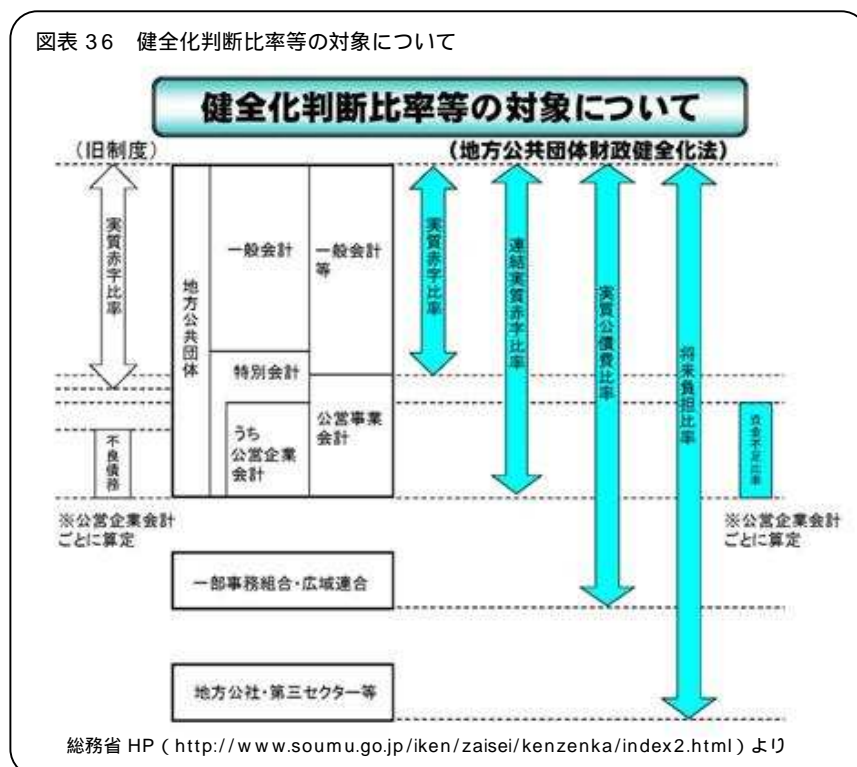 図表 36 健全化判断比率等の対象について
健全化判断比率等の対象について
（旧制度）
（地方公共団体財政健全化法）
実質赤字比率
不良債務
※公営企業会計
ごとに算定
地方公共団体
一般会計
特別会計
うち
公営企業
会計
一般会計
等
公営事業
会計
実質赤字比率
連結実質赤字比率
実質公債費比率
将来負担比率
資金不足比率
※公営企業会計
ごとに算定
一部事務組合・広域連合
地方公社・第三セクター等
総務省 HP（http://www.soumu.go.jp/iken/zaisei/kenzenka/index2.html）より